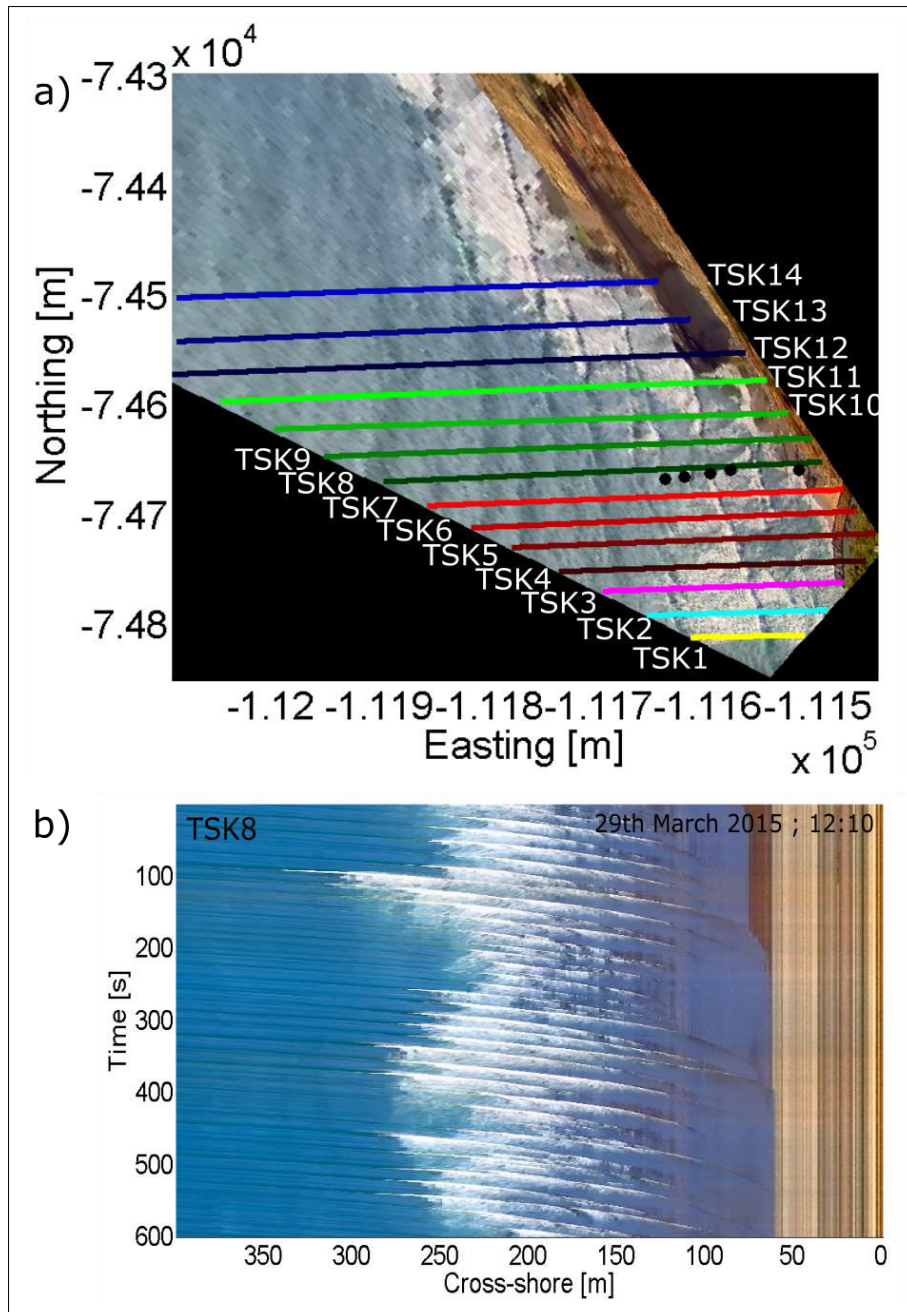 a)
x 10^4
-7.43
-7.44
-7.45
-7.46
-7.47
-7.48
Northing [m]
TSK14
TSK13
TSK12
TSK11
TSK10
TSK9
TSK8
TSK7
TSK6
TSK5
TSK4
TSK3
TSK2
TSK1
-1.12 -1.119 -1.118 -1.117 -1.116 -1.115
Easting [m]
x 10^5
b)
TSK8 29th March 2015 ; 12:10
100
200
300
400
500
600
Time [s]
350 300 250 200 150 100 50 0
Cross-shore [m]